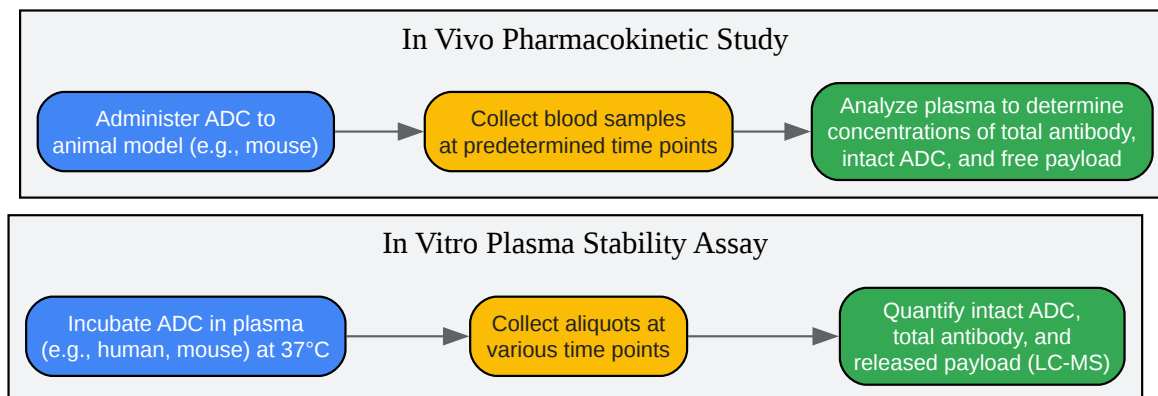 In Vivo Pharmacokinetic Study
Administer ADC to
animal model (e.g., mouse)
Collect blood samples
at predetermined time points
Analyze plasma to determine
concentrations of total antibody,
intact ADC, and free payload
In Vitro Plasma Stability Assay
Incubate ADC in plasma
(e.g., human, mouse) at 37°C
Collect aliquots at
various time points
Quantify intact ADC,
total antibody, and
released payload (LC-MS)